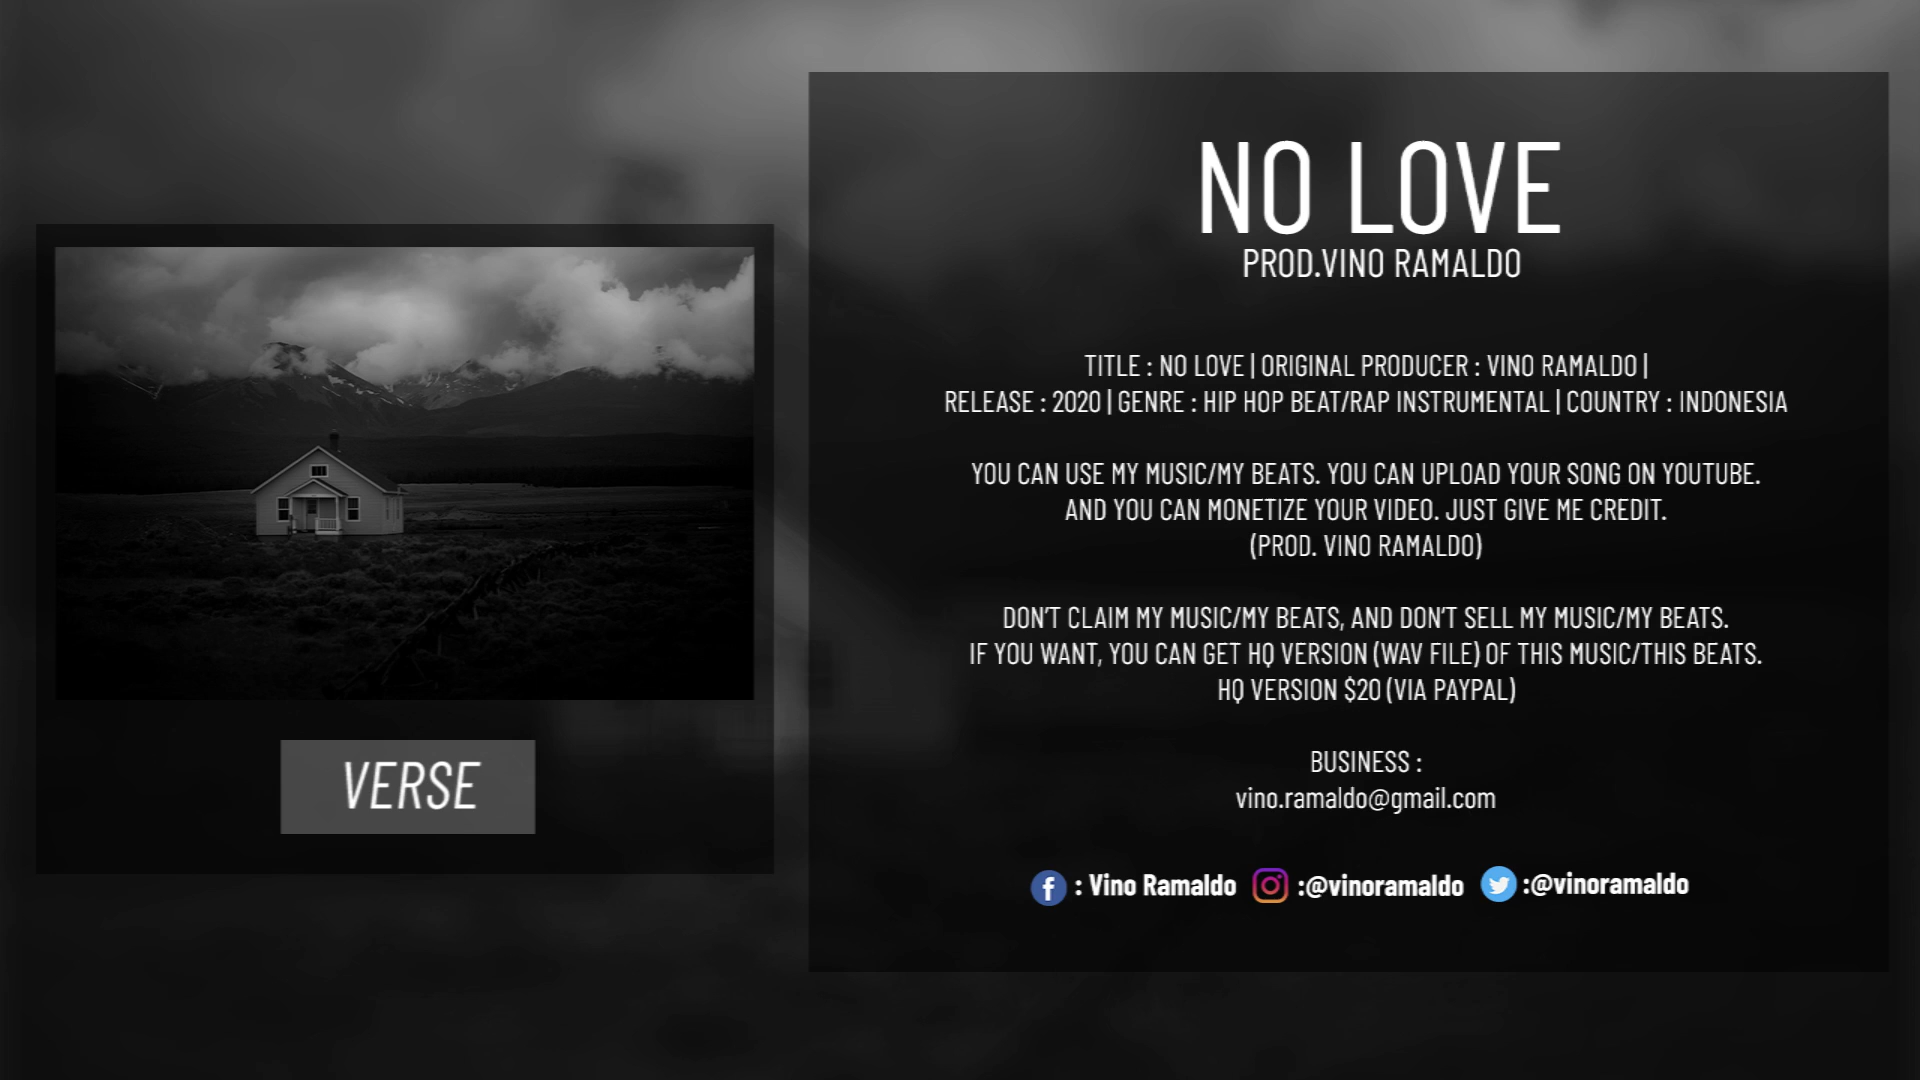 NO LOVE
PROD.VINO RAMALDO
TITLE : NO LOVE | ORIGINAL PRODUCER : VINO RAMALDO |
RELEASE : 2020 | GENRE : HIP HOP BEAT/RAP INSTRUMENTAL | COUNTRY : INDONESIA
YOU CAN USE MY MUSIC/MY BEATS. YOU CAN UPLOAD YOUR SONG ON YOUTUBE.
AND YOU CAN MONETIZE YOUR VIDEO. JUST GIVE ME CREDIT.
(PROD. VINO RAMALDO)
DON'T CLAIM MY MUSIC/MY BEATS, AND DON'T SELL MY MUSIC/MY BEATS.
IF YOU WANT, YOU CAN GET HQ VERSION (WAV FILE) OF THIS MUSIC/THIS BEATS.
HQ VERSION $20 (VIA PAYPAL)
BUSINESS :
vino.ramaldo@gmail.com
: Vino Ramaldo :@vinoramaldo :@vinoramaldo
VERSE